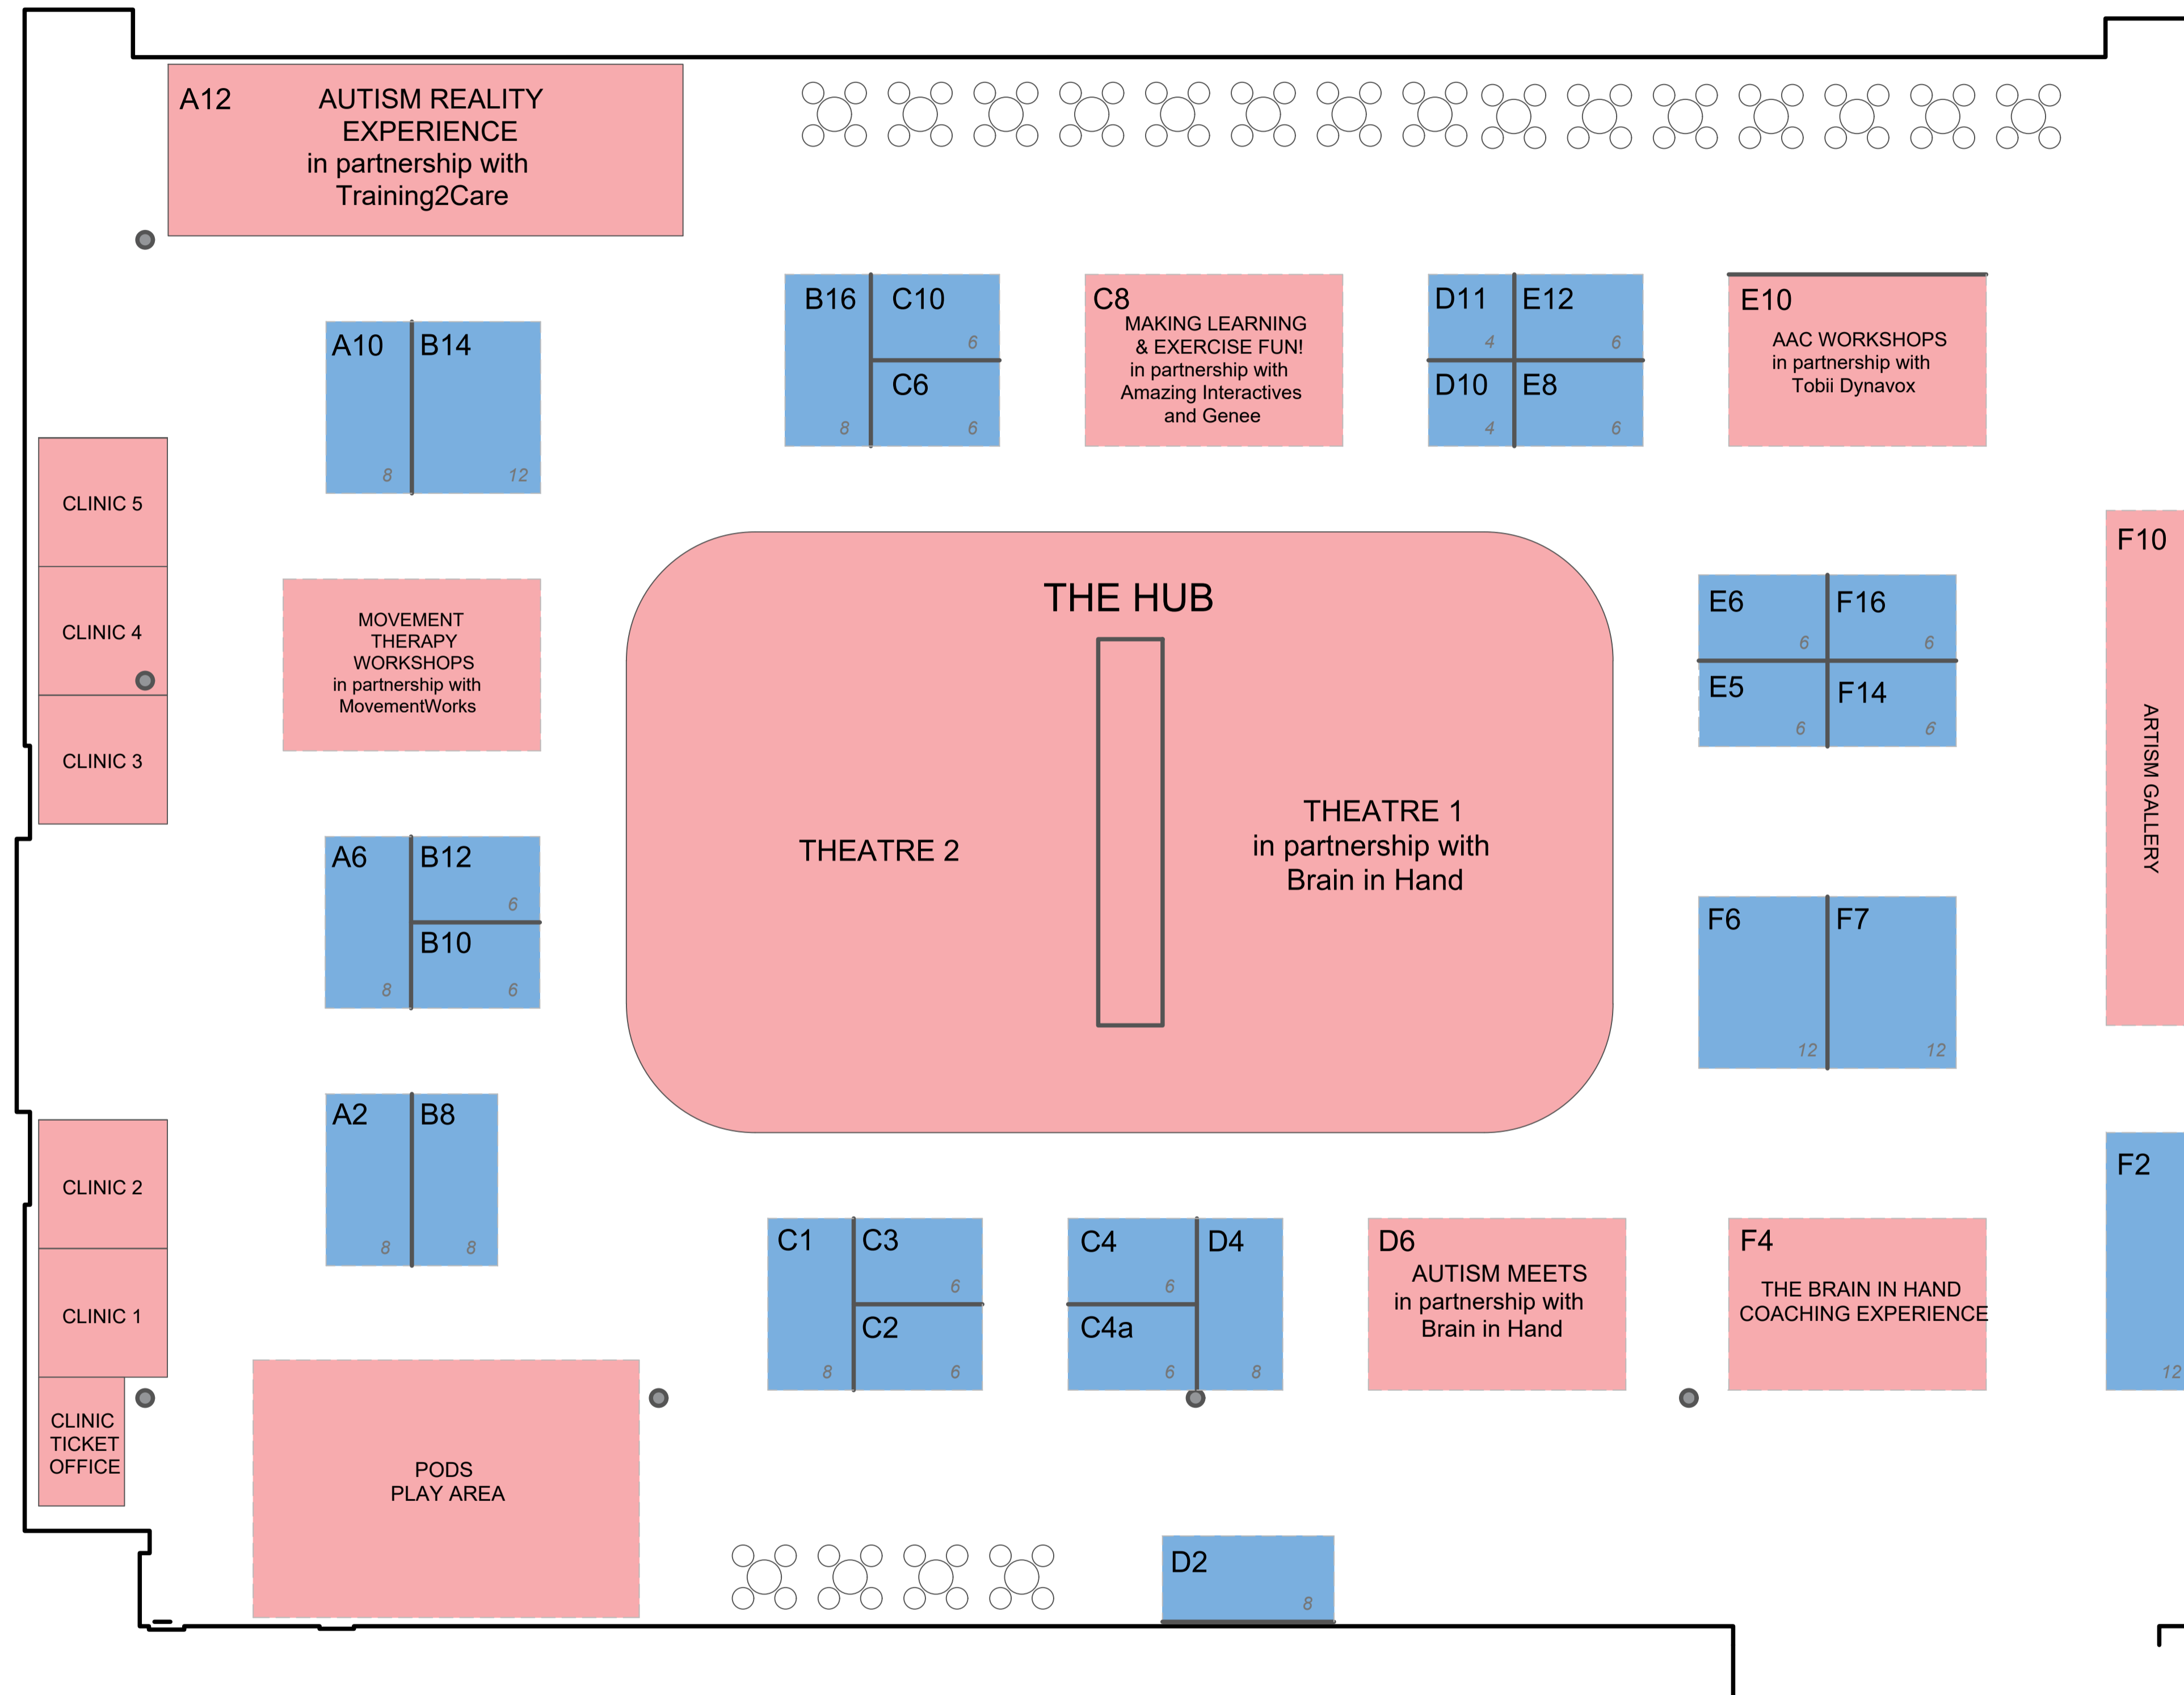 A12
AUTISM REALITY
EXPERIENCE
in partnership with
Training2Care
B16
8
C10
6
C6
6
C8
MAKING LEARNING
& EXERCISE FUN!
in partnership with
Amazing Interactives
and Genee
D11
4
E12
6
D10
4
E8
6
E10
AAC WORKSHOPS
in partnership with
Tobii Dynavox
A10
8
B14
12
CLINIC 5
CLINIC 4
CLINIC 3
MOVEMENT
THERAPY
WORKSHOPS
in partnership with
MovementWorks
THE HUB
THEATRE 2
THEATRE 1
in partnership with
Brain in Hand
E6
6
F16
6
E5
6
F14
6
F10
ARTISM GALLERY
A6
8
B12
6
B10
6
F6
12
F7
12
A2
8
B8
8
CLINIC 2
CLINIC 1
CLINIC
TICKET
OFFICE
C1
8
C3
6
C2
6
C4
6
C4a
6
D4
8
D6
AUTISM MEETS
in partnership with
Brain in Hand
F4
THE BRAIN IN HAND
COACHING EXPERIENCE
F2
12
PODS
PLAY AREA
D2
8